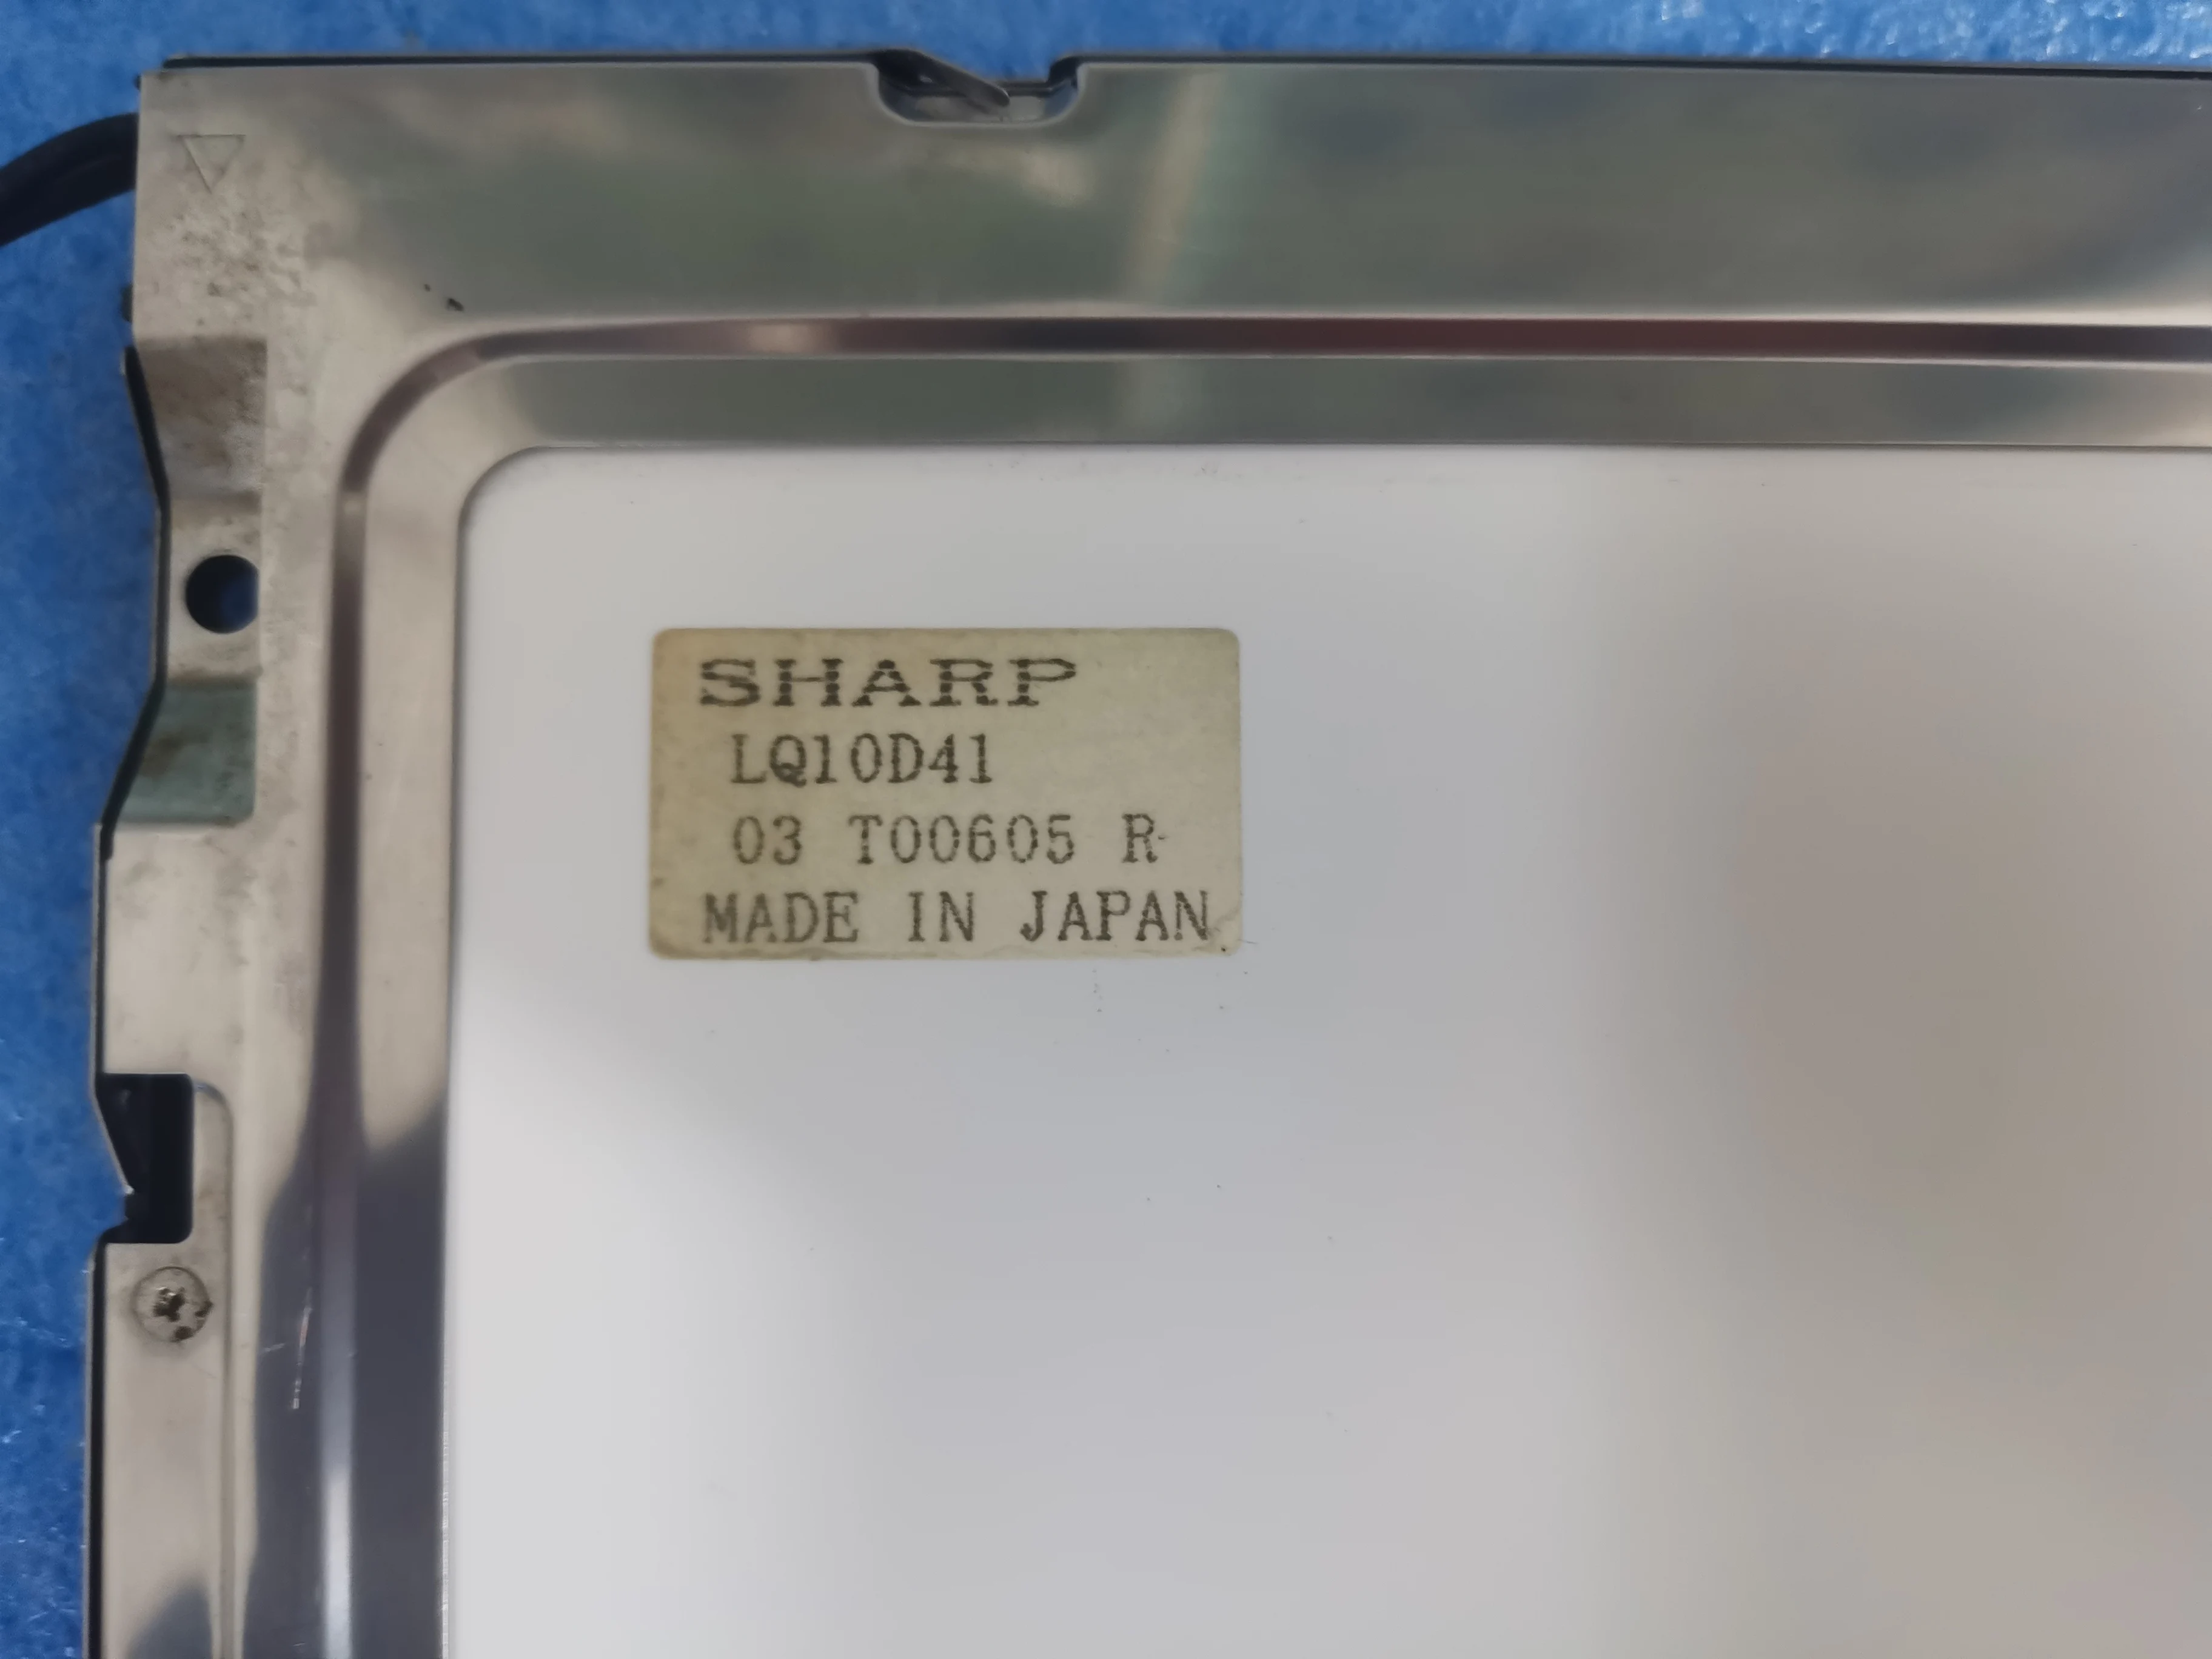 SHARP
LQ10D41
03 T00605 R
MADE IN JAPAN